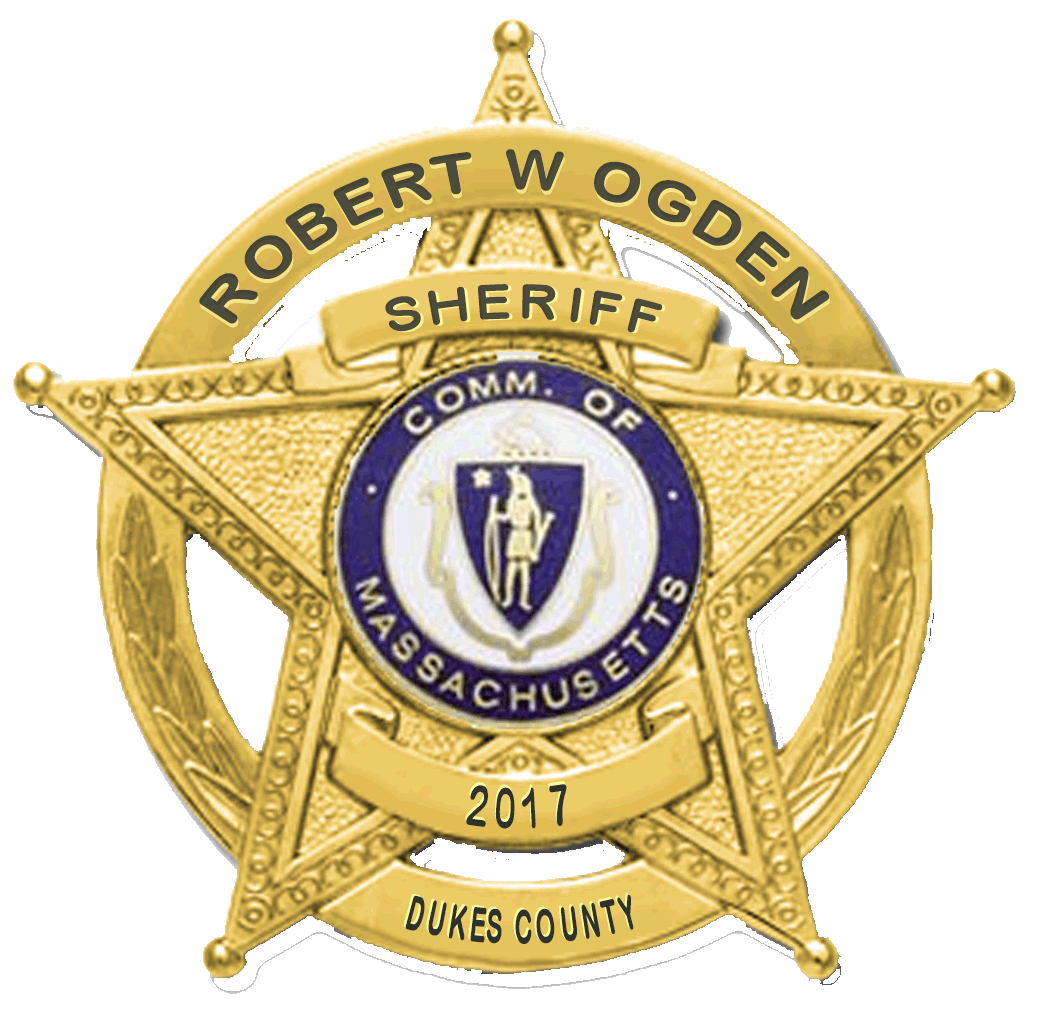 ROBERT W OGDEN
SHERIFF
COMM. OF
MASSACHUSETTS
2017
DUKES COUNTY